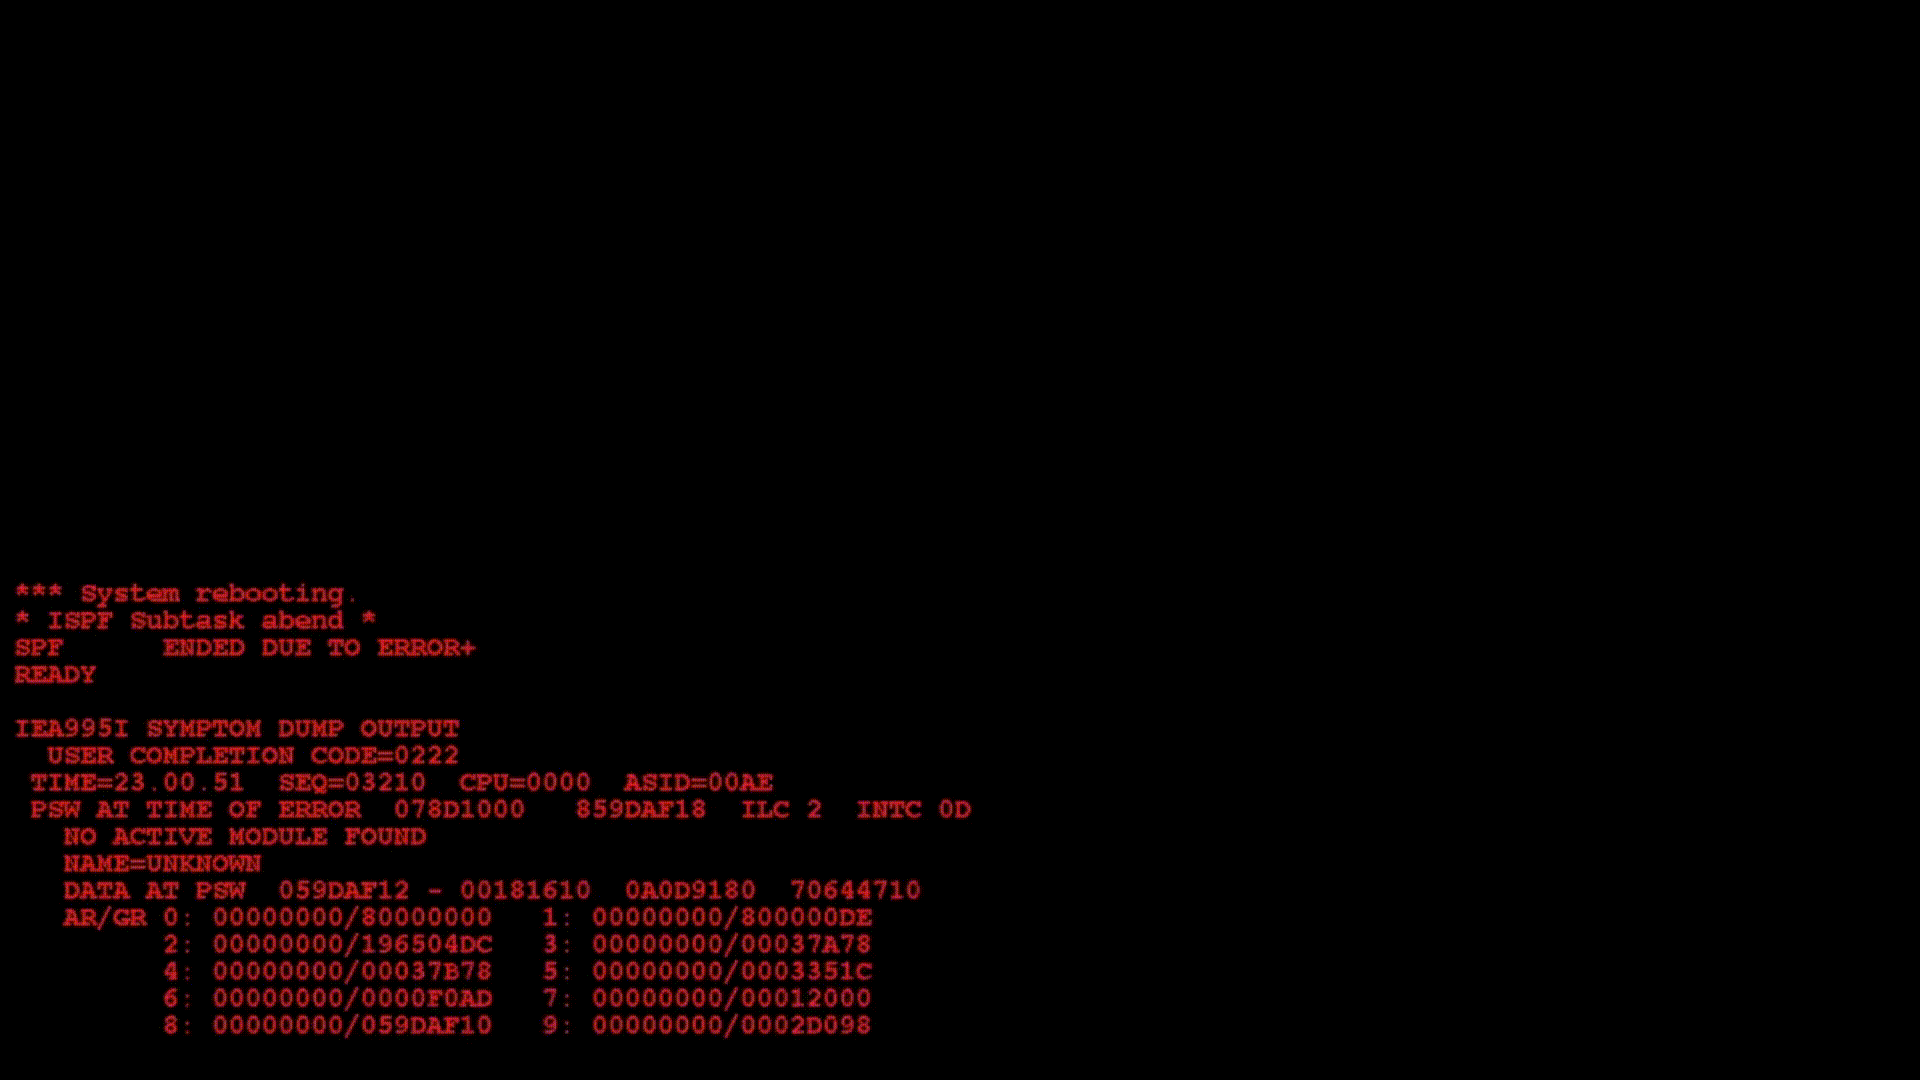 *** System rebooting.
* ISPF Subtask abend *
SPF      ENDED DUE TO ERROR+
READY

IEA995I SYMPTOM DUMP OUTPUT
  USER COMPLETION CODE=0222
 TIME=23.00.51  SEQ=03210  CPU=0000  ASID=00AE
 PSW AT TIME OF ERROR  078D1000   859DAF18  ILC 2  INTC 0D
   NO ACTIVE MODULE FOUND
   NAME=UNKNOWN
   DATA AT PSW  059DAF12 - 00181610  0A0D9180  70644710
   AR/GR 0: 00000000/80000000   1: 00000000/800000DE
         2: 00000000/196504DC   3: 00000000/00037A78
         4: 00000000/00037B78   5: 00000000/0003351C
         6: 00000000/0000F0AD   7: 00000000/00012000
         8: 00000000/059DAF10   9: 00000000/0002D098